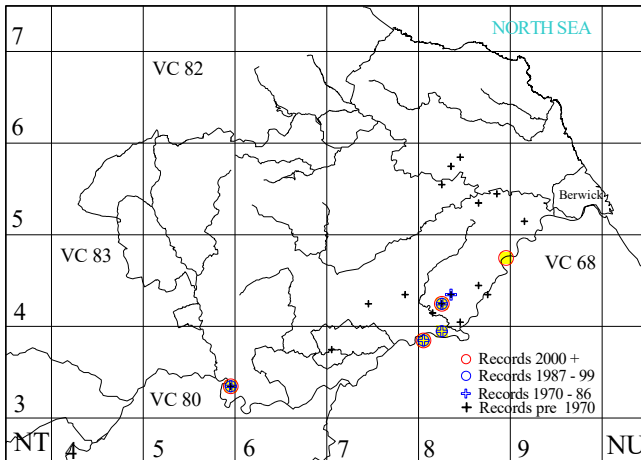 NORTH SEA
7
VC 82
6
Berwick
5
VC 83
VC 68
4
Records 2000 +
Records 1987 - 99
Records 1970 - 86
Records pre 1970
VC 80
3
NT 4 5 6 7 8 9 NU